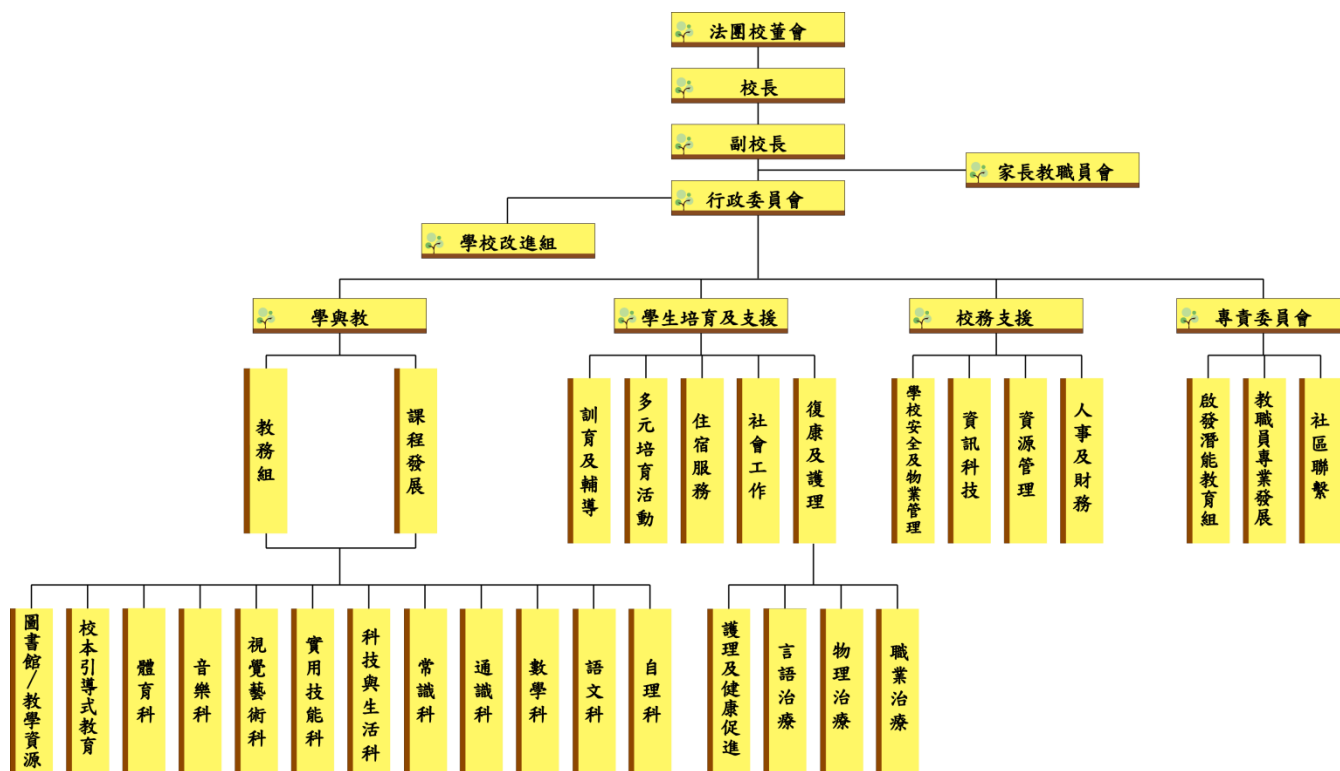 法團校董會
校長
副校長
家長教職員會
行政委員會
學校改進組
學與教
學生培育及支援
校務支援
專責委員會
教務組
課程發展
訓育及輔導
多元培育活動
住宿服務
社會工作
復康及護理
學校安全及物業管理
資訊科技
資源管理
人事及財務
啟發潛能教育組
教職員專業發展
社區聯繫
圖書館/教學資源
校本引導式教育
體育科
音樂科
視覺藝術科
實用技能科
科技與生活科
常識科
通識科
數學科
語文科
自理科
護理及健康促進
言語治療
物理治療
職業治療